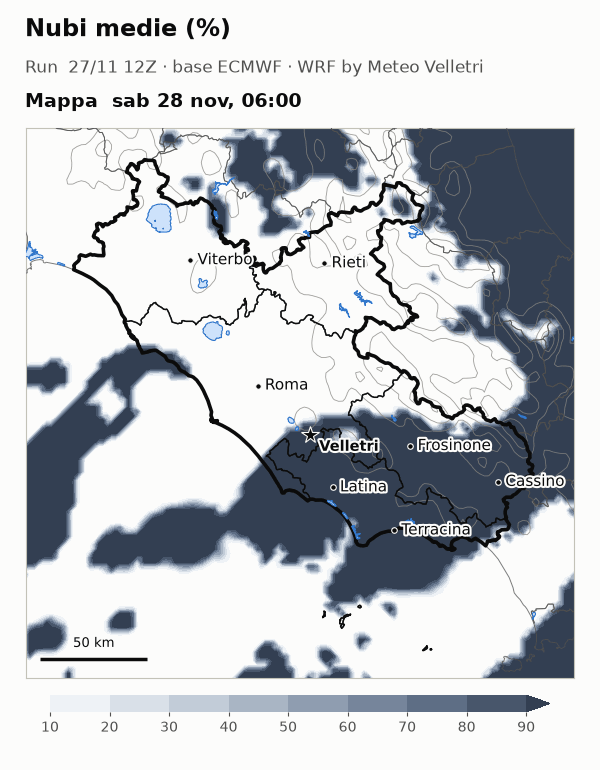 Nubi medie (%)
Run 27/11 12Z · base ECMWF · WRF by Meteo Velletri
Mappa sab 28 nov, 06:00
Viterbo
Rieti
Roma
Velletri
Frosinone
Latina
Cassino
Terracina
50 km
10 20 30 40 50 60 70 80 90